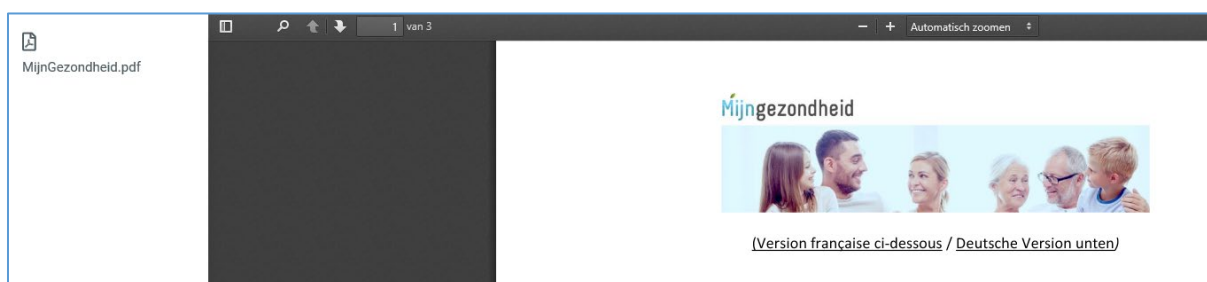 1 van 3
Automatisch zoomen
MijnGezondheid.pdf
Mijngezondheid
(Version française ci-dessous / Deutsche Version unten)